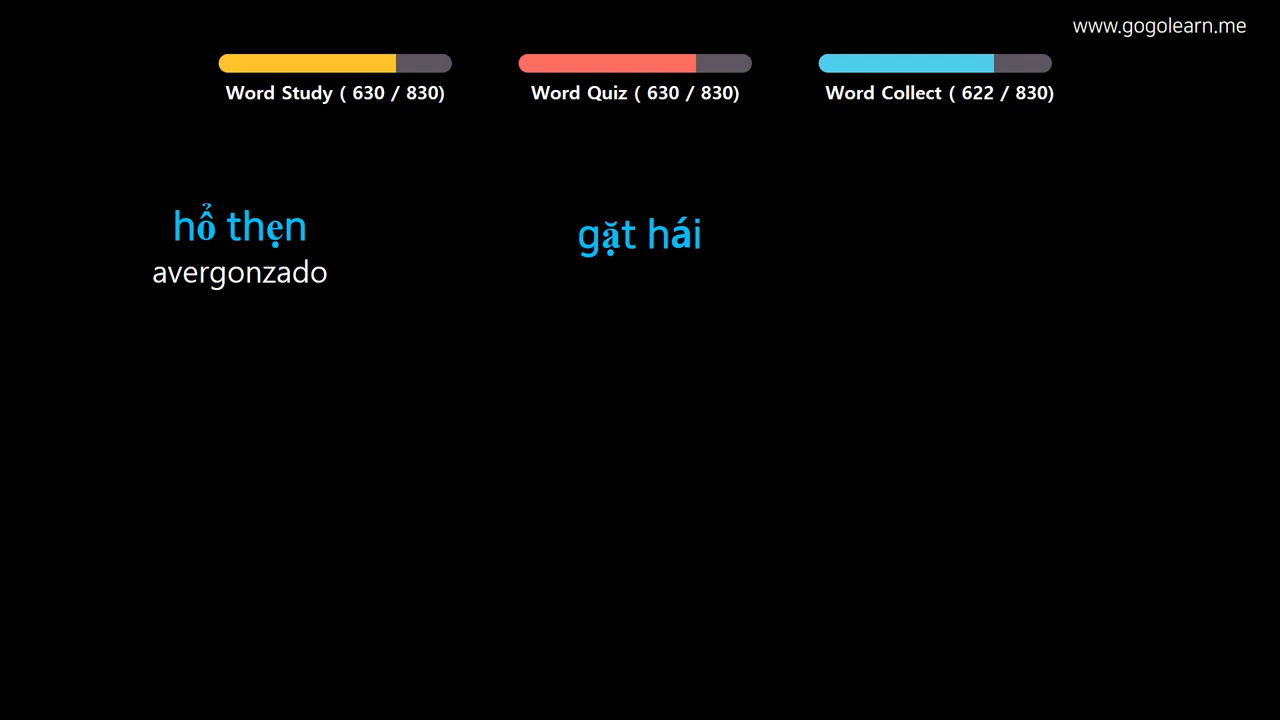 www.gogolearn.me
Word Study ( 630 / 830)
Word Quiz ( 630 / 830)
Word Collect ( 622 / 830)
hổ thẹn
avergonzado
gặt hái